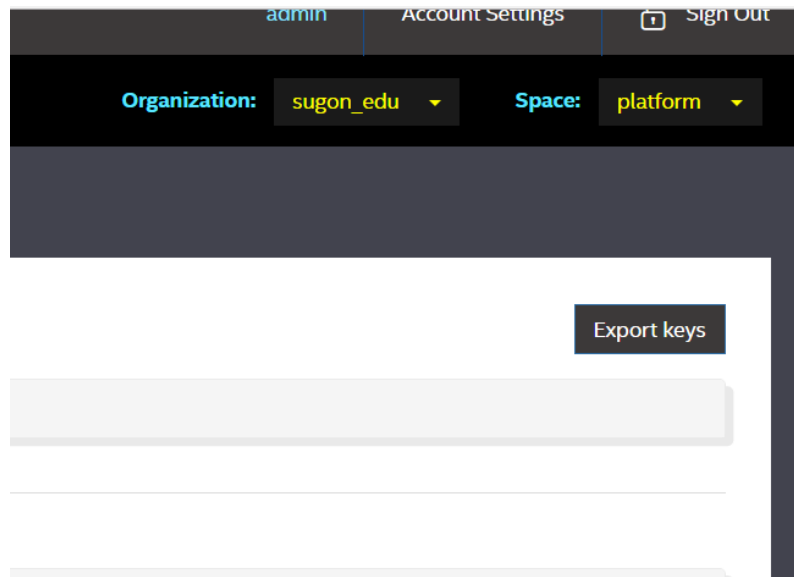 admin Account Settings Sign Out
Organization: sugon_edu Space: platform
Export keys